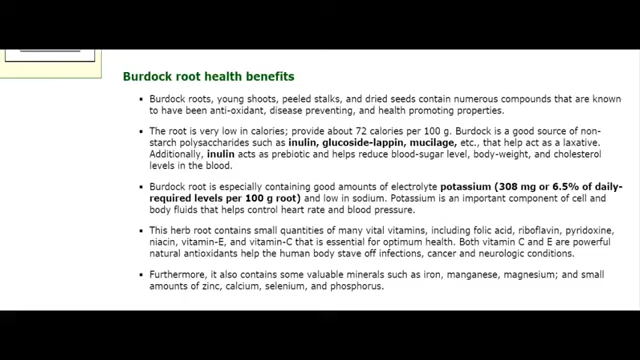 Burdock root health benefits
Burdock roots, young shoots, peeled stalks, and dried seeds contain numerous compounds that are known
to have been anti-oxidant, disease preventing, and health promoting properties.
The root is very low in calories; provide about 72 calories per 100 g. Burdock is a good source of non-
starch polysaccharides such as inulin, glucoside-lappin, mucilage, etc., that help act as a laxative.
Additionally, inulin acts as prebiotic and helps reduce blood-sugar level, body-weight, and cholesterol
levels in the blood.
Burdock root is especially containing good amounts of electrolyte potassium (308 mg or 6.5% of daily-
required levels per 100 g root) and low in sodium. Potassium is an important component of cell and
body fluids that helps control heart rate and blood pressure.
This herb root contains small quantities of many vital vitamins, including folic acid, riboflavin, pyridoxine,
niacin, vitamin-E, and vitamin-C that is essential for optimum health. Both vitamin C and E are powerful
natural antioxidants help the human body stave off infections, cancer and neurologic conditions.
Furthermore, it also contains some valuable minerals such as iron, manganese, magnesium; and small
amounts of zinc, calcium, selenium, and phosphorus.